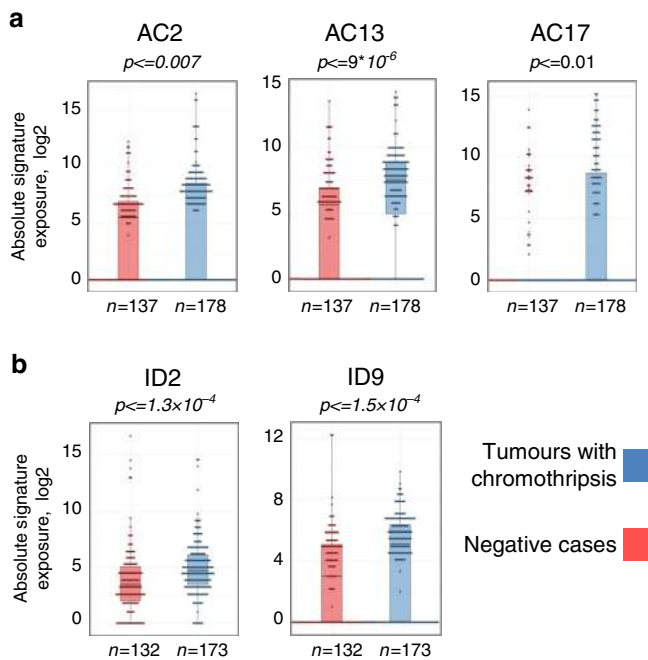 a
AC2 AC13 AC17
p<=0.007 p<=9*10⁻⁶ p<=0.01
Absolute signature
exposure, log2
15
10
5
0
15
10
5
0
15
10
5
0
n=137 n=178 n=137 n=178 n=137 n=178
b
ID2 ID9
p<=1.3×10⁻⁴ p<=1.5×10⁻⁴
Absolute signature
exposure, log2
15
10
5
0
12
8
4
0
n=132 n=173 n=132 n=173
Tumours with
chromothripsis
Negative cases